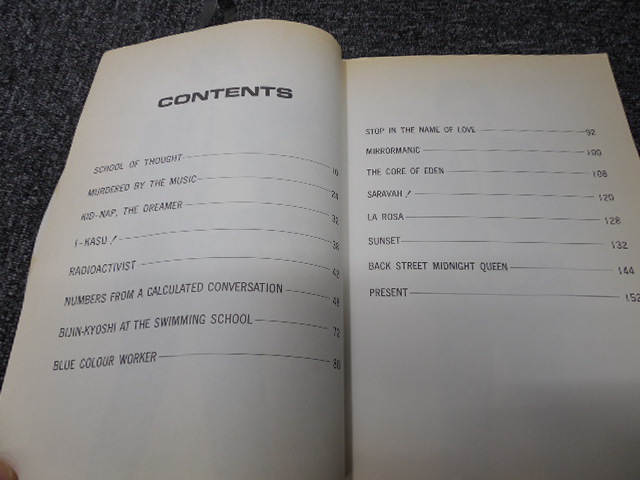 CONTENTS
SCHOOL OF THOUGHT 10
MURDERED BY THE MUSIC 24
KID-NAP, THE DREAMER 32
I-KASU! 38
RADIOACTIVIST 42
NUMBERS FROM A CALCULATED CONVERSATION 48
BIJIN-KYOSHI AT THE SWIMMING SCHOOL 72
BLUE COLOUR WORKER 80
STOP IN THE NAME OF LOVE 92
MIRRORMANIC 100
THE CORE OF EDEN 108
SARAVAH! 120
LA ROSA 128
SUNSET 132
BACK STREET MIDNIGHT QUEEN 144
PRESENT 152